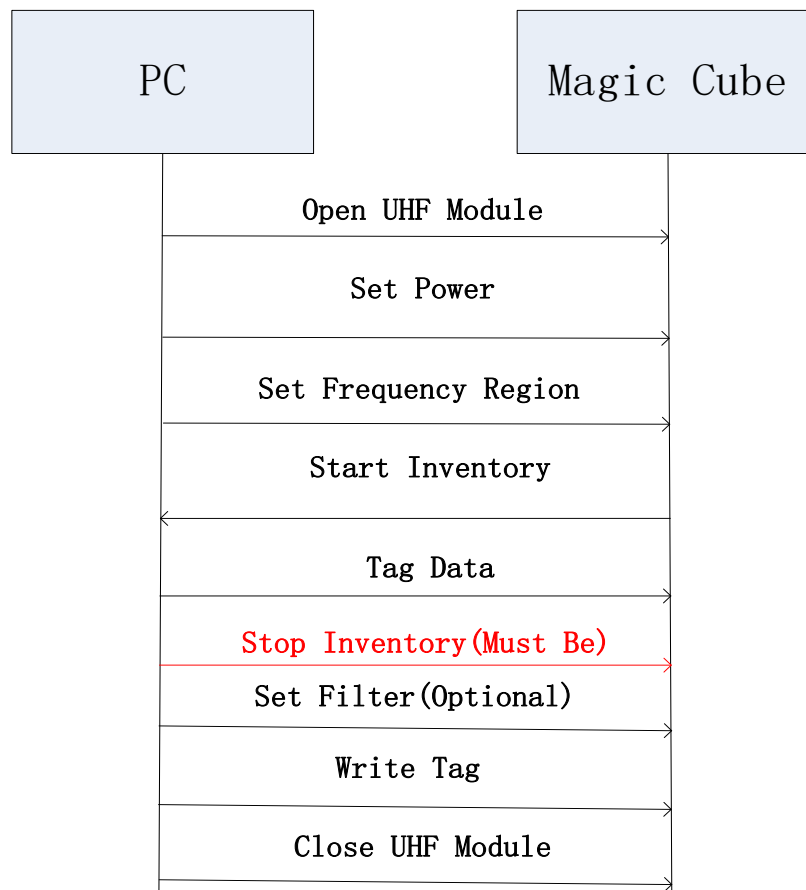 PC
Magic Cube
Open UHF Module
Set Power
Set Frequency Region
Start Inventory
Tag Data
Stop Inventory(Must Be)
Set Filter(Optional)
Write Tag
Close UHF Module